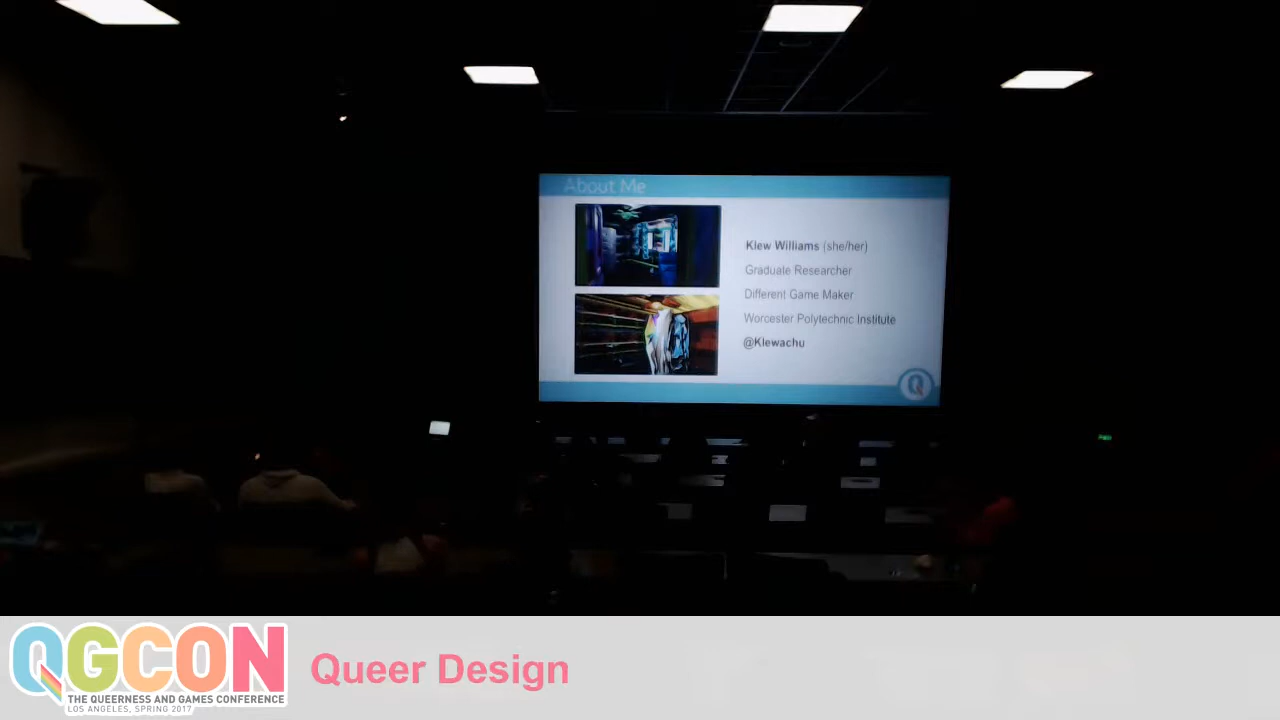 About Me
Klew Williams (she/her)
Graduate Researcher
Different Game Maker
Worcester Polytechnic Institute
@Klewachu
Q
QGCON
THE QUEERNESS AND GAMES CONFERENCE
LOS ANGELES, SPRING 2017
Queer Design